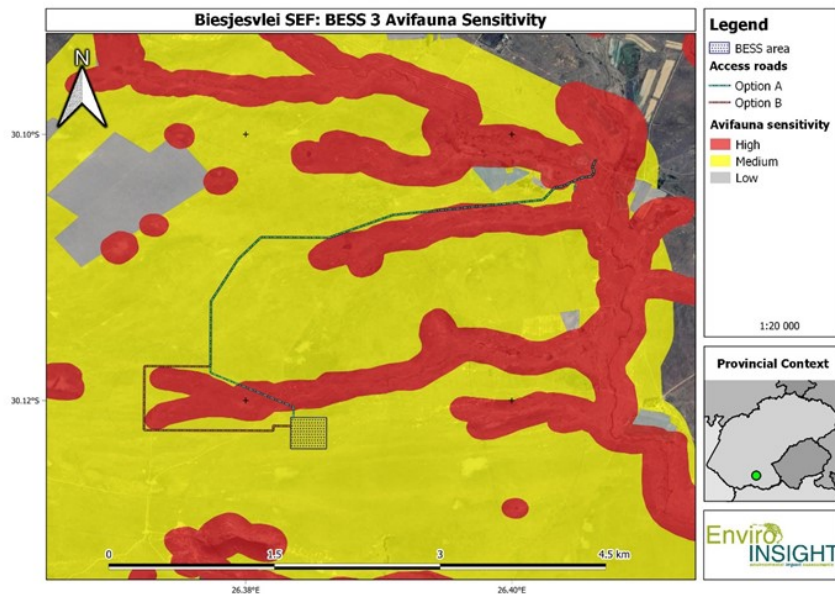 Biesjesvlei SEF: BESS 3 Avifauna Sensitivity
N
30.10°S
30.12°S
0
1.5
3
4.5 km
26.38°E
26.40°E
Legend
BESS area
Access roads
Option A
Option B
Avifauna sensitivity
High
Medium
Low
1:20 000
Provincial Context
Enviro
INSIGHT